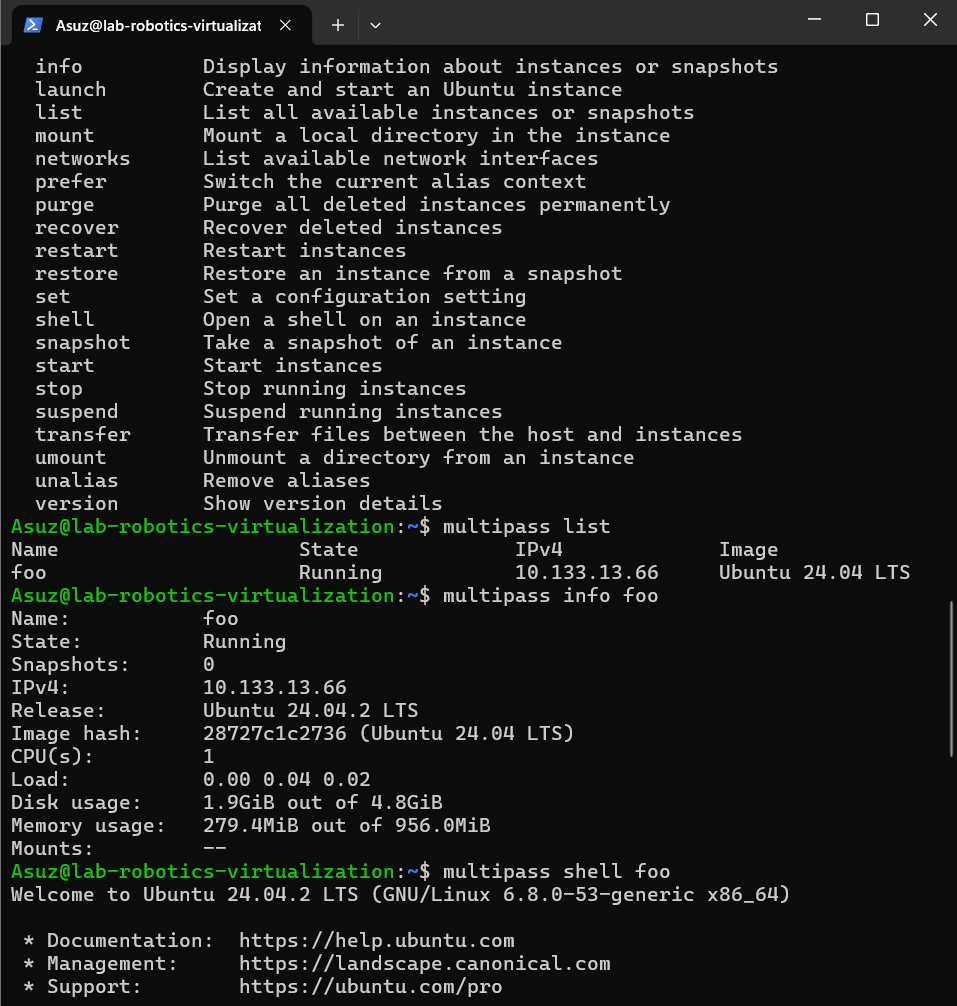 Asuz@lab-robotics-virtualizat
info            Display information about instances or snapshots
launch          Create and start an Ubuntu instance
list            List all available instances or snapshots
mount           Mount a local directory in the instance
networks        List available network interfaces
prefer          Switch the current alias context
purge           Purge all deleted instances permanently
recover         Recover deleted instances
restart         Restart instances
restore         Restore an instance from a snapshot
set             Set a configuration setting
shell           Open a shell on an instance
snapshot        Take a snapshot of an instance
start           Start instances
stop            Stop running instances
suspend         Suspend running instances
transfer        Transfer files between the host and instances
umount          Unmount a directory from an instance
unalias         Remove aliases
version         Show version details
Asuz@lab-robotics-virtualization:~$ multipass list
Name                    State             IPv4             Image
foo                     Running           10.133.13.66     Ubuntu 24.04 LTS
Asuz@lab-robotics-virtualization:~$ multipass info foo
Name:           foo
State:          Running
Snapshots:      0
IPv4:           10.133.13.66
Release:        Ubuntu 24.04.2 LTS
Image hash:     28727c1c2736 (Ubuntu 24.04 LTS)
CPU(s):         1
Load:           0.00 0.04 0.02
Disk usage:     1.9GiB out of 4.8GiB
Memory usage:   279.4MiB out of 956.0MiB
Mounts:         --
Asuz@lab-robotics-virtualization:~$ multipass shell foo
Welcome to Ubuntu 24.04.2 LTS (GNU/Linux 6.8.0-53-generic x86_64)
* Documentation:  https://help.ubuntu.com
* Management:     https://landscape.canonical.com
* Support:        https://ubuntu.com/pro